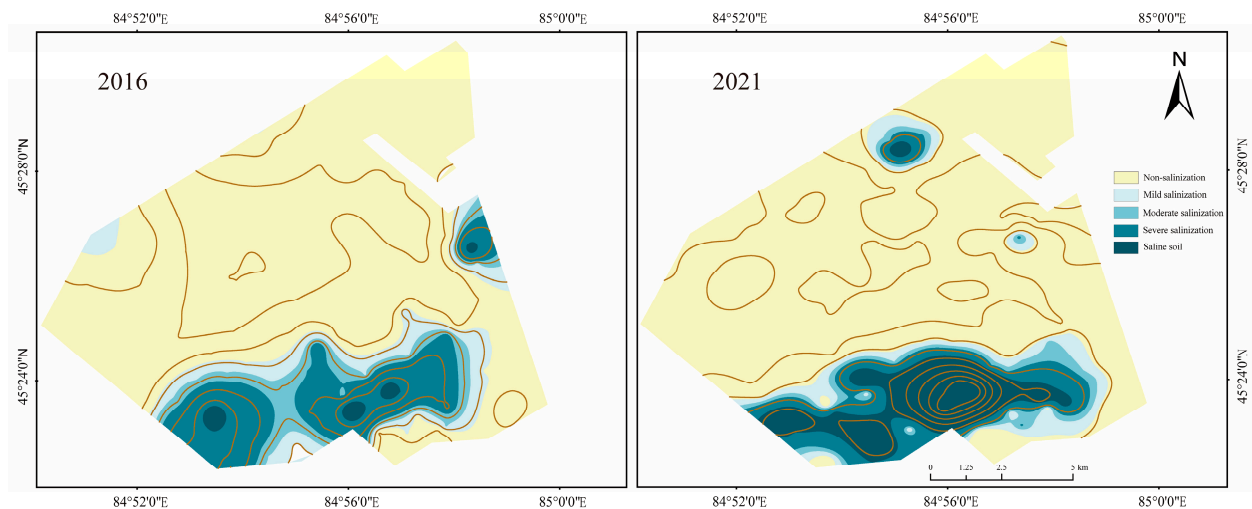 84°52'0"E 84°56'0"E 85°0'0"E 84°52'0"E 84°56'0"E 85°0'0"E
2016
2021
N
45°28'0"N
45°24'0"N
45°28'0"N
45°24'0"N
Non-salinization
Mild salinization
Moderate salinization
Severe salinization
Saline soil
0 1.25 2.5 5 km
84°52'0"E 84°56'0"E 85°0'0"E 84°52'0"E 84°56'0"E 85°0'0"E